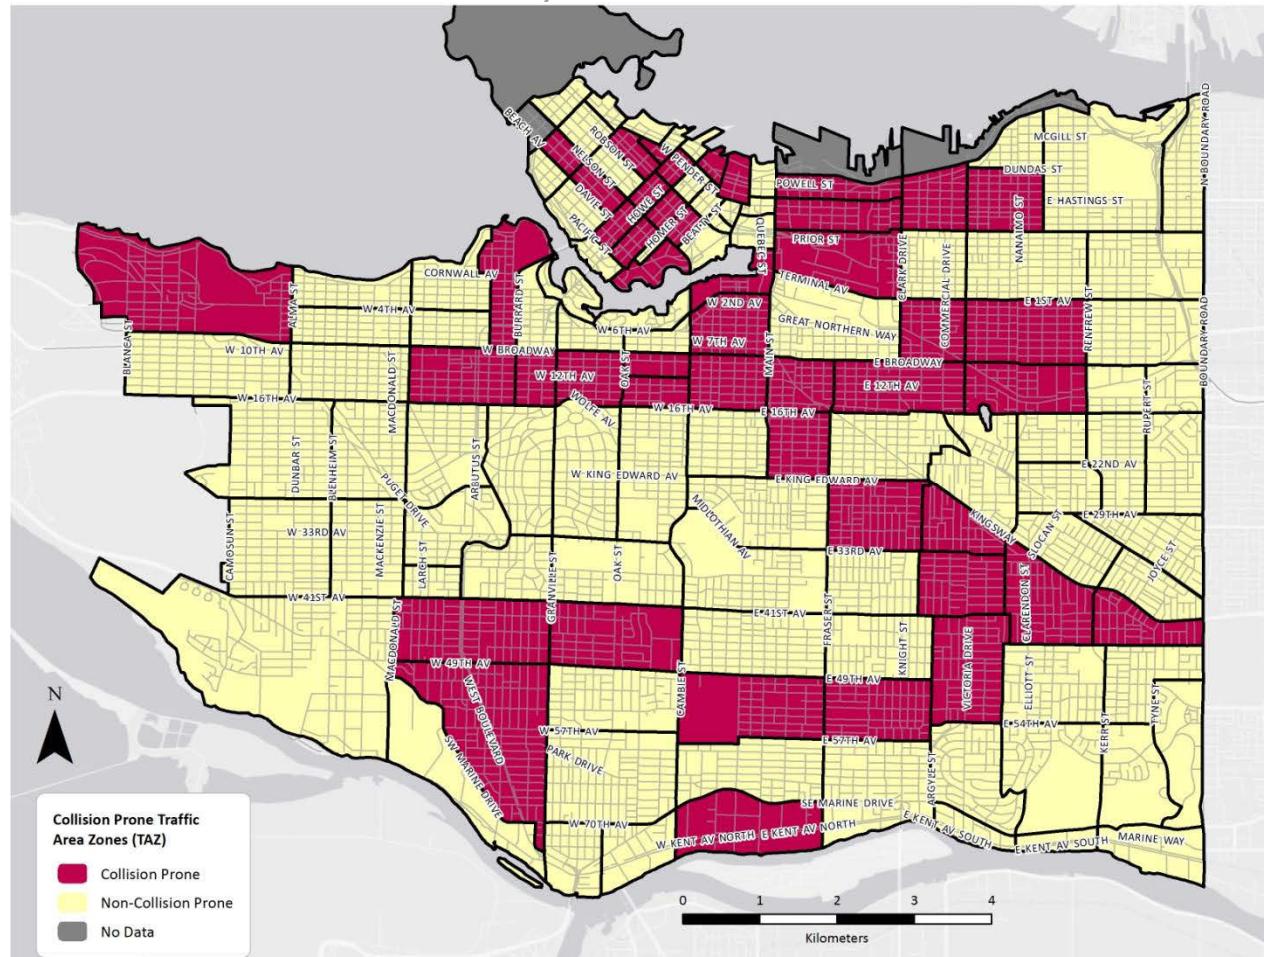 BEACH AV
ROBSON ST
NELSON ST
W PENDER ST
DAVIE ST
HOWE ST
HOMER ST
BEATTY ST
PACIFIC ST
QUEBEC ST
MCGILL ST
N BOUNDARY ROAD
DUNDAS ST
POWELL ST
E HASTINGS ST
NANAIMO ST
PRIOR ST
CLARK DRIVE
COMMERCIAL DRIVE
TERMINAL AV
CORNWALL AV
ALMA ST
BURRARD ST
W 4TH AV
W 2ND AV
E 1ST AV
RENFREW ST
BOUNDARY ROAD
W 6TH AV
GREAT NORTHERN WAY
BLANCA ST
W 10TH AV
W BROADWAY
W 7TH AV
MAIN ST
E BROADWAY
OAK ST
W 12TH AV
E 12TH AV
MACDONALD ST
W 16TH AV
WOLFE AV
W 16TH AV
E 16TH AV
RUPERT ST
DUNBAR ST
BLENHEIM ST
ARBUTUS ST
W KING EDWARD AV
E KING EDWARD AV
E 22ND AV
PUGET DRIVE
MIDLOTHIAN AV
KINGSWAY
E 29TH AV
SLOCAN ST
CAMOSUN ST
W 33RD AV
MACKENZIE ST
LARCH ST
GRANVILLE ST
OAK ST
E 33RD AV
JOYCE ST
CLARENDON ST
W 41ST AV
E 41ST AV
MACDONALD ST
FRASER ST
KNIGHT ST
W 49TH AV
CAMBIE ST
E 49TH AV
VICTORIA DRIVE
ELLIOTT ST
WEST BOULEVARD
TYNE ST
KERR ST
W 57TH AV
E 57TH AV
E 54TH AV
PARK DRIVE
SW MARINE DRIVE
ARGYLE ST
SE MARINE DRIVE
W 70TH AV
W KENT AV NORTH
E KENT AV NORTH
E KENT AV SOUTH
E KENT AV SOUTH
MARINE WAY
N
Collision Prone Traffic
Area Zones (TAZ)
Collision Prone
Non-Collision Prone
No Data
0 1 2 3 4
Kilometers